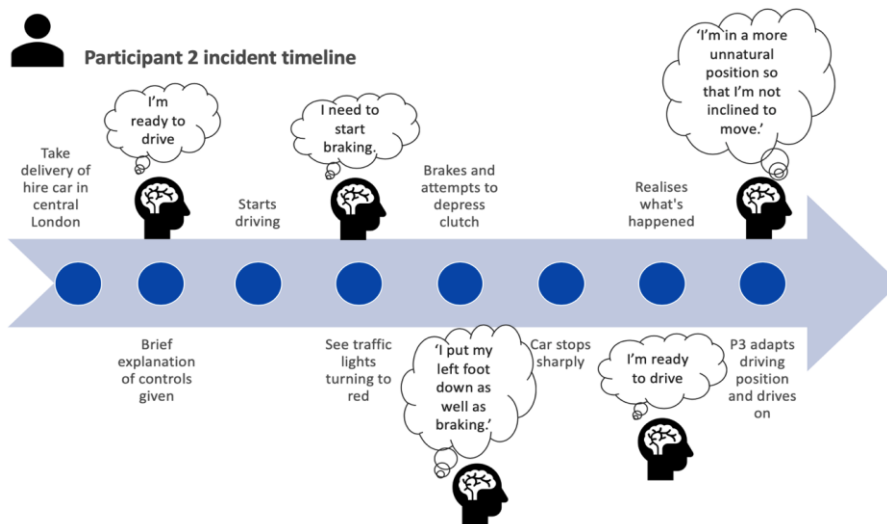 Participant 2 incident timeline
Take
delivery of
hire car in
central
London
I'm
ready to
drive
Starts
driving
I need to
start
braking.
Brakes and
attempts to
depress
clutch
Realises
what's
happened
'I'm in a more
unnatural
position so
that I'm not
inclined to
move.'
Brief
explanation
of controls
given
See traffic
lights
turning to
red
'I put my
left foot
down as
well as
braking.'
Car stops
sharply
I'm ready
to drive
P3 adapts
driving
position
and drives
on